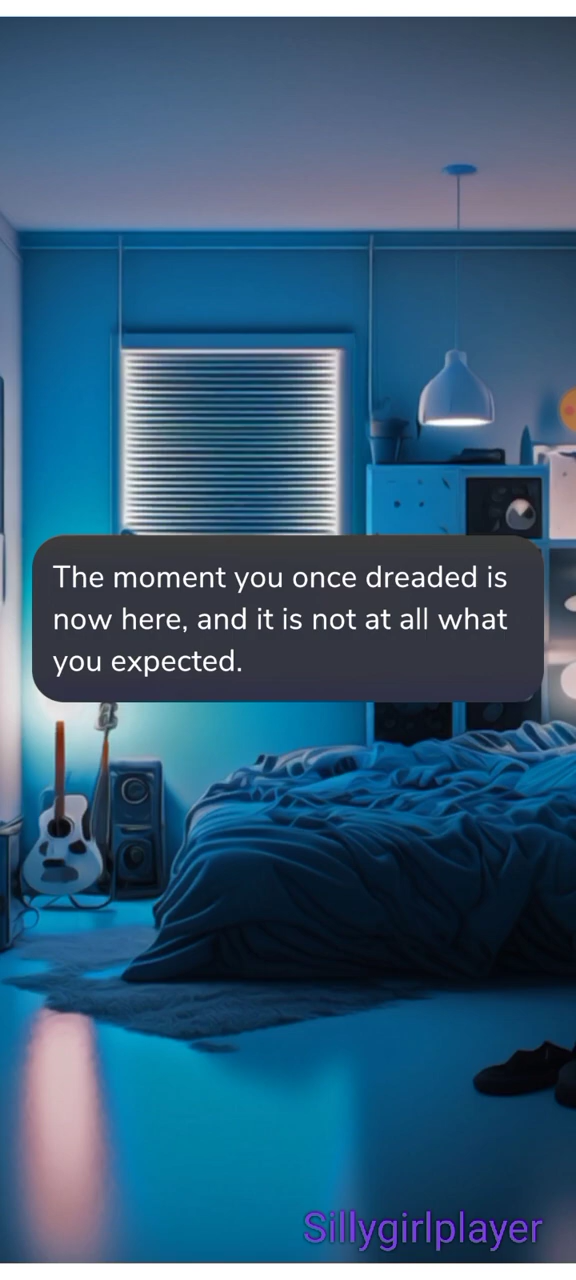 The moment you once dreaded is
now here, and it is not at all what
you expected.
Sillygirlplayer